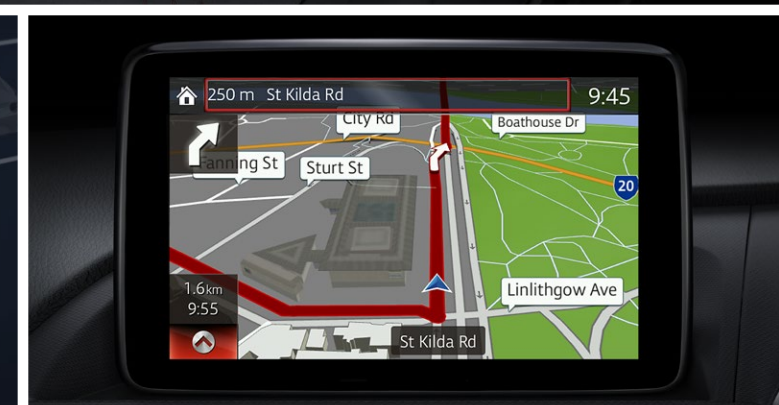 250 m St Kilda Rd
9:45
City Rd
Boathouse Dr
Fanning St
Sturt St
20
1.6km
9:55
Linlithgow Ave
St Kilda Rd